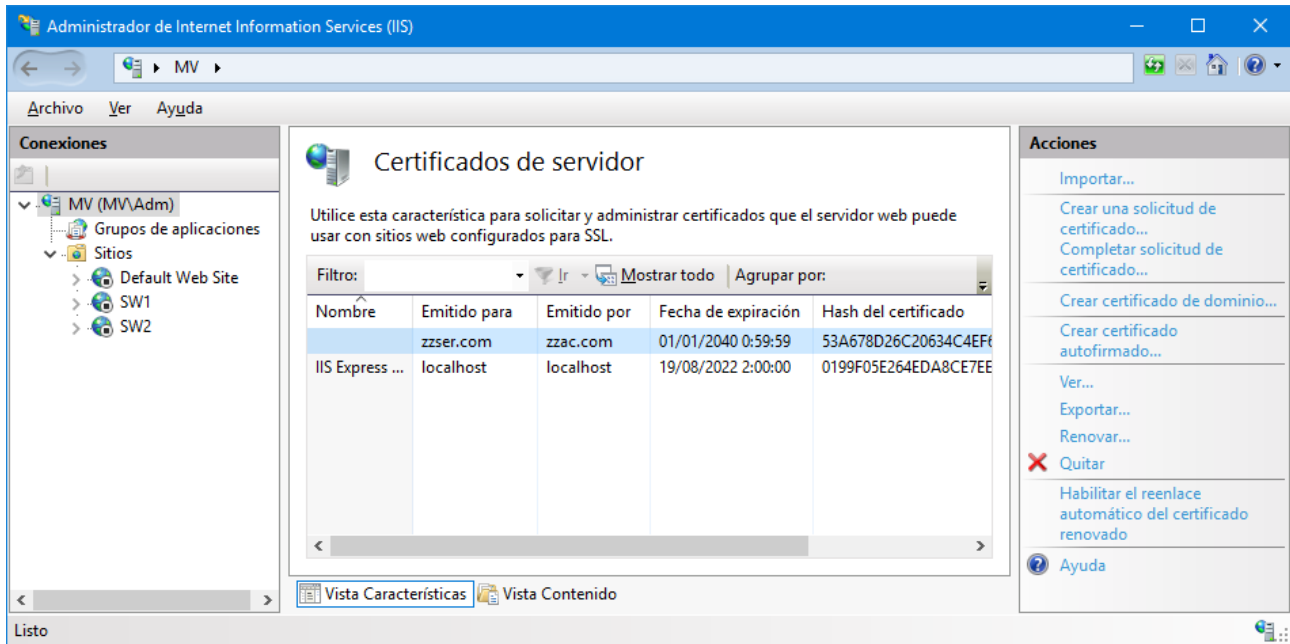 Administrador de Internet Information Services (IIS)
MV
Archivo Ver Ayuda
Conexiones
MV (MV\Adm)
Grupos de aplicaciones
Sitios
Default Web Site
SW1
SW2
Certificados de servidor
Utilice esta característica para solicitar y administrar certificados que el servidor web puede
usar con sitios web configurados para SSL.
Filtro: Ir Mostrar todo Agrupar por:
Nombre Emitido para Emitido por Fecha de expiración Hash del certificado
zzser.com zzac.com 01/01/2040 0:59:59 53A678D26C20634C4EF6
IIS Express ... localhost localhost 19/08/2022 2:00:00 0199F05E264EDA8CE7EE
Vista Características Vista Contenido
Acciones
Importar...
Crear una solicitud de
certificado...
Completar solicitud de
certificado...
Crear certificado de dominio...
Crear certificado
autofirmado...
Ver...
Exportar...
Renovar...
Quitar
Habilitar el reenlace
automático del certificado
renovado
Ayuda
Listo